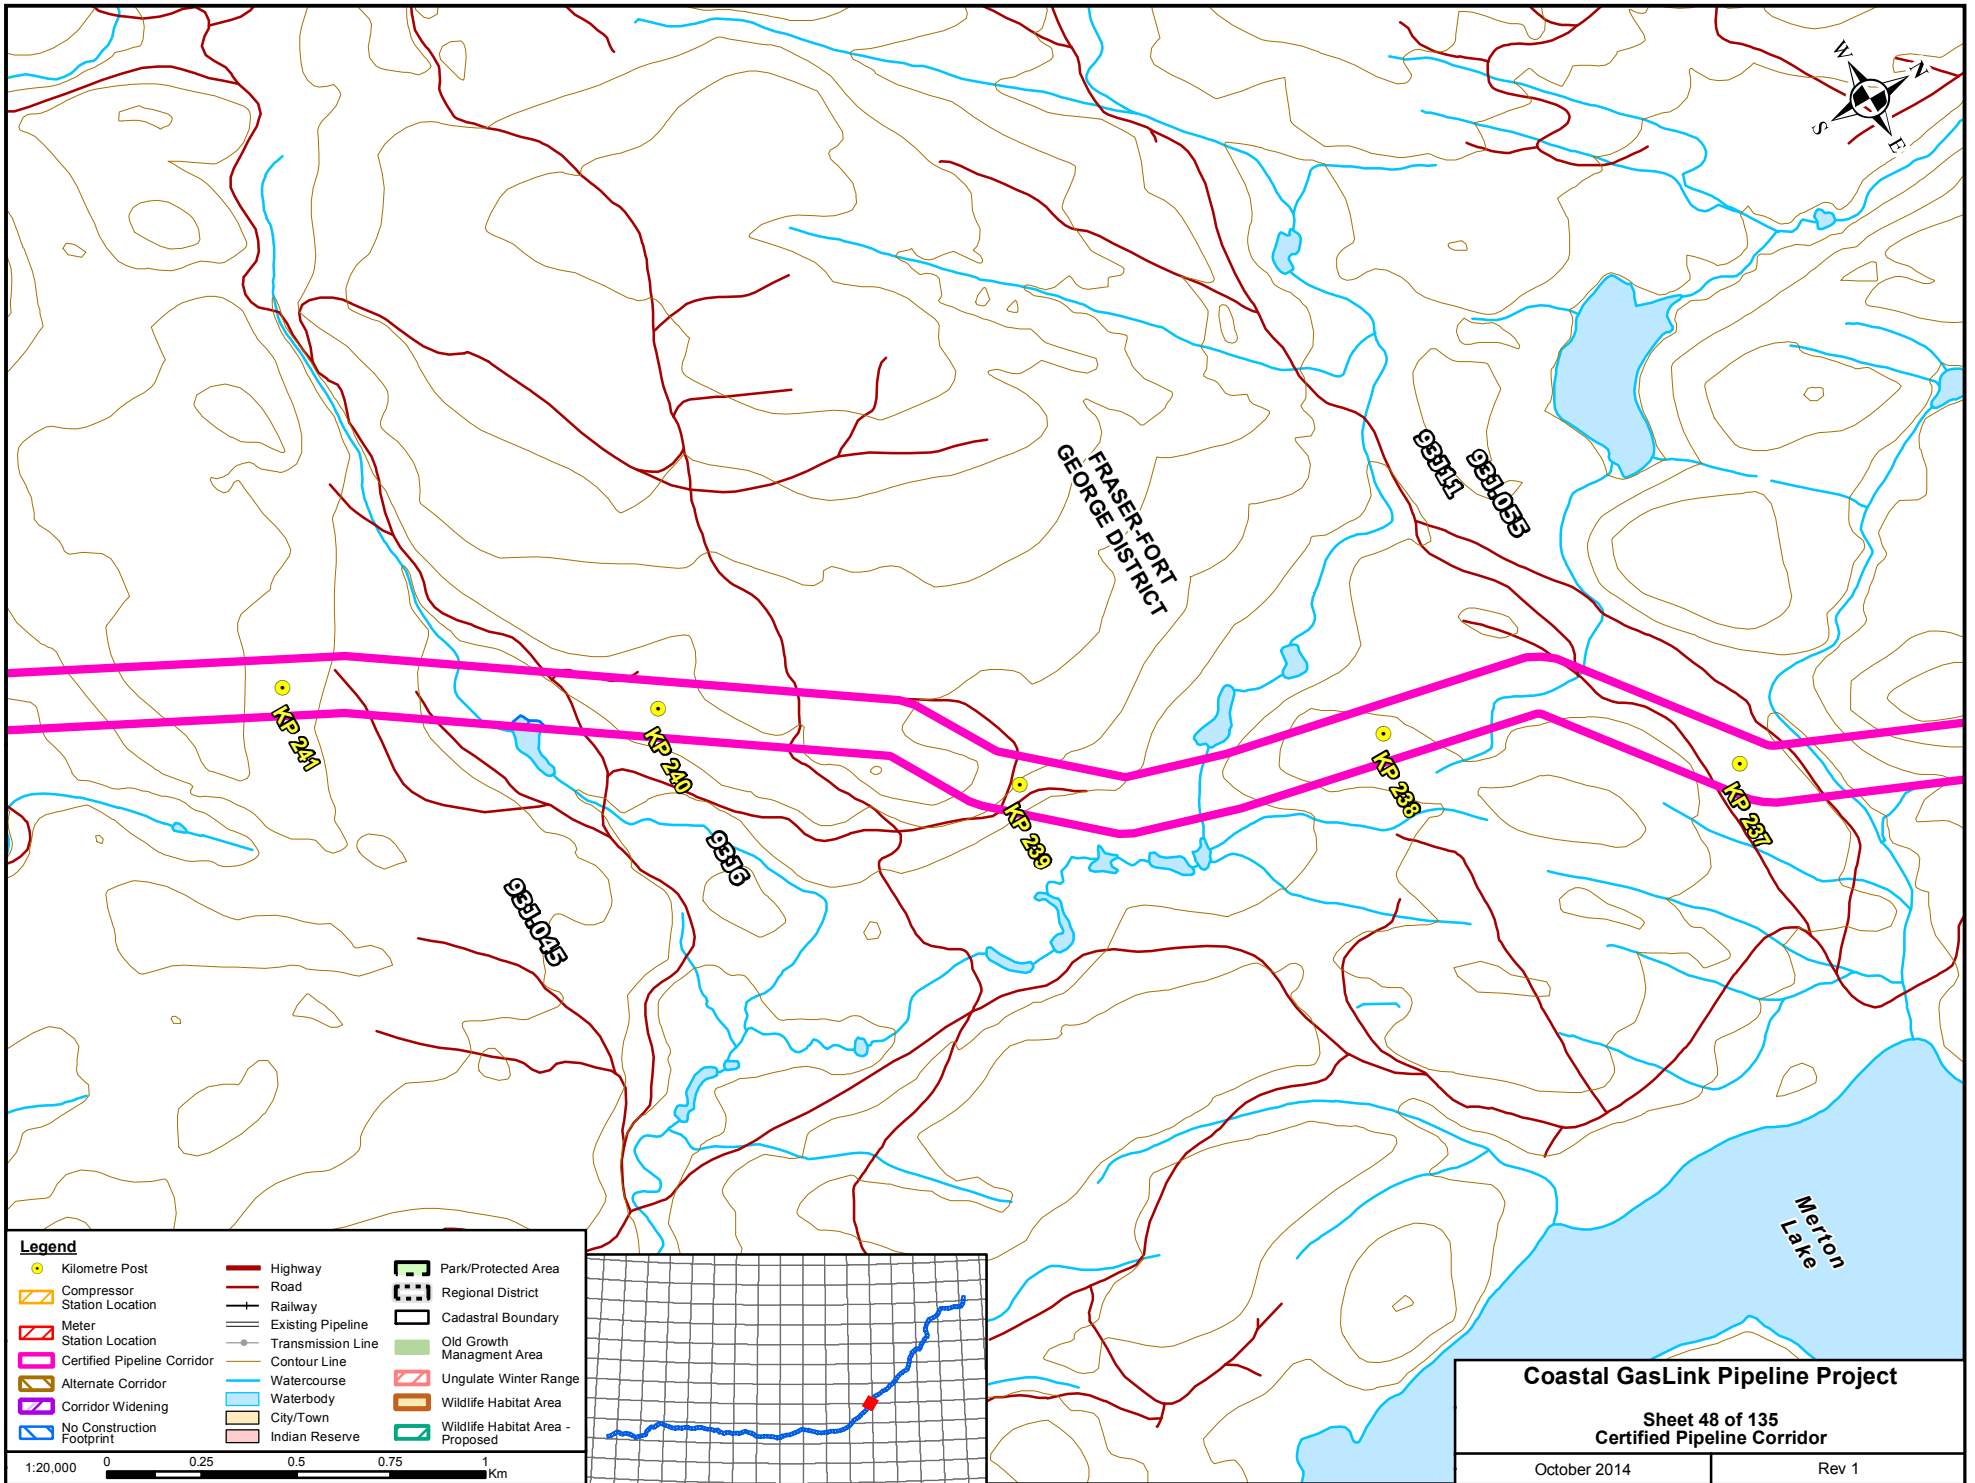 W
N
S
E
FRASER-FORT
GEORGE DISTRICT
93J11
93J.055
KP 241
KP 240
KP 239
KP 238
KP 237
93J6
93J.045
Merton
Lake
Legend
Kilometre Post
Compressor
Station Location
Meter
Station Location
Certified Pipeline Corridor
Alternate Corridor
Corridor Widening
No Construction
Footprint
Highway
Road
Railway
Existing Pipeline
Transmission Line
Contour Line
Watercourse
Waterbody
City/Town
Indian Reserve
Park/Protected Area
Regional District
Cadastral Boundary
Old Growth
Managment Area
Ungulate Winter Range
Wildlife Habitat Area
Wildlife Habitat Area -
Proposed
1:20,000
0 0.25 0.5 0.75 1
Km
Coastal GasLink Pipeline Project
Sheet 48 of 135
Certified Pipeline Corridor
October 2014
Rev 1